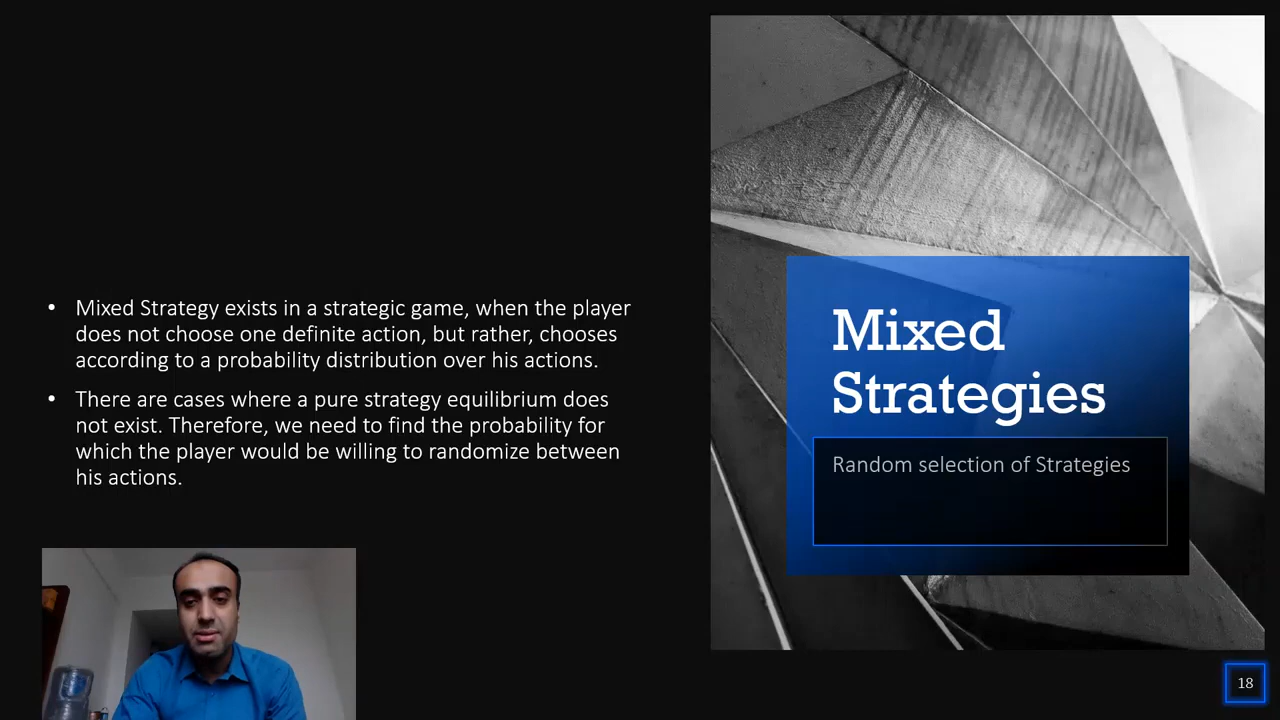 • Mixed Strategy exists in a strategic game, when the player
does not choose one definite action, but rather, chooses
according to a probability distribution over his actions.
• There are cases where a pure strategy equilibrium does
not exist. Therefore, we need to find the probability for
which the player would be willing to randomize between
his actions.
Mixed
Strategies
Random selection of Strategies
18